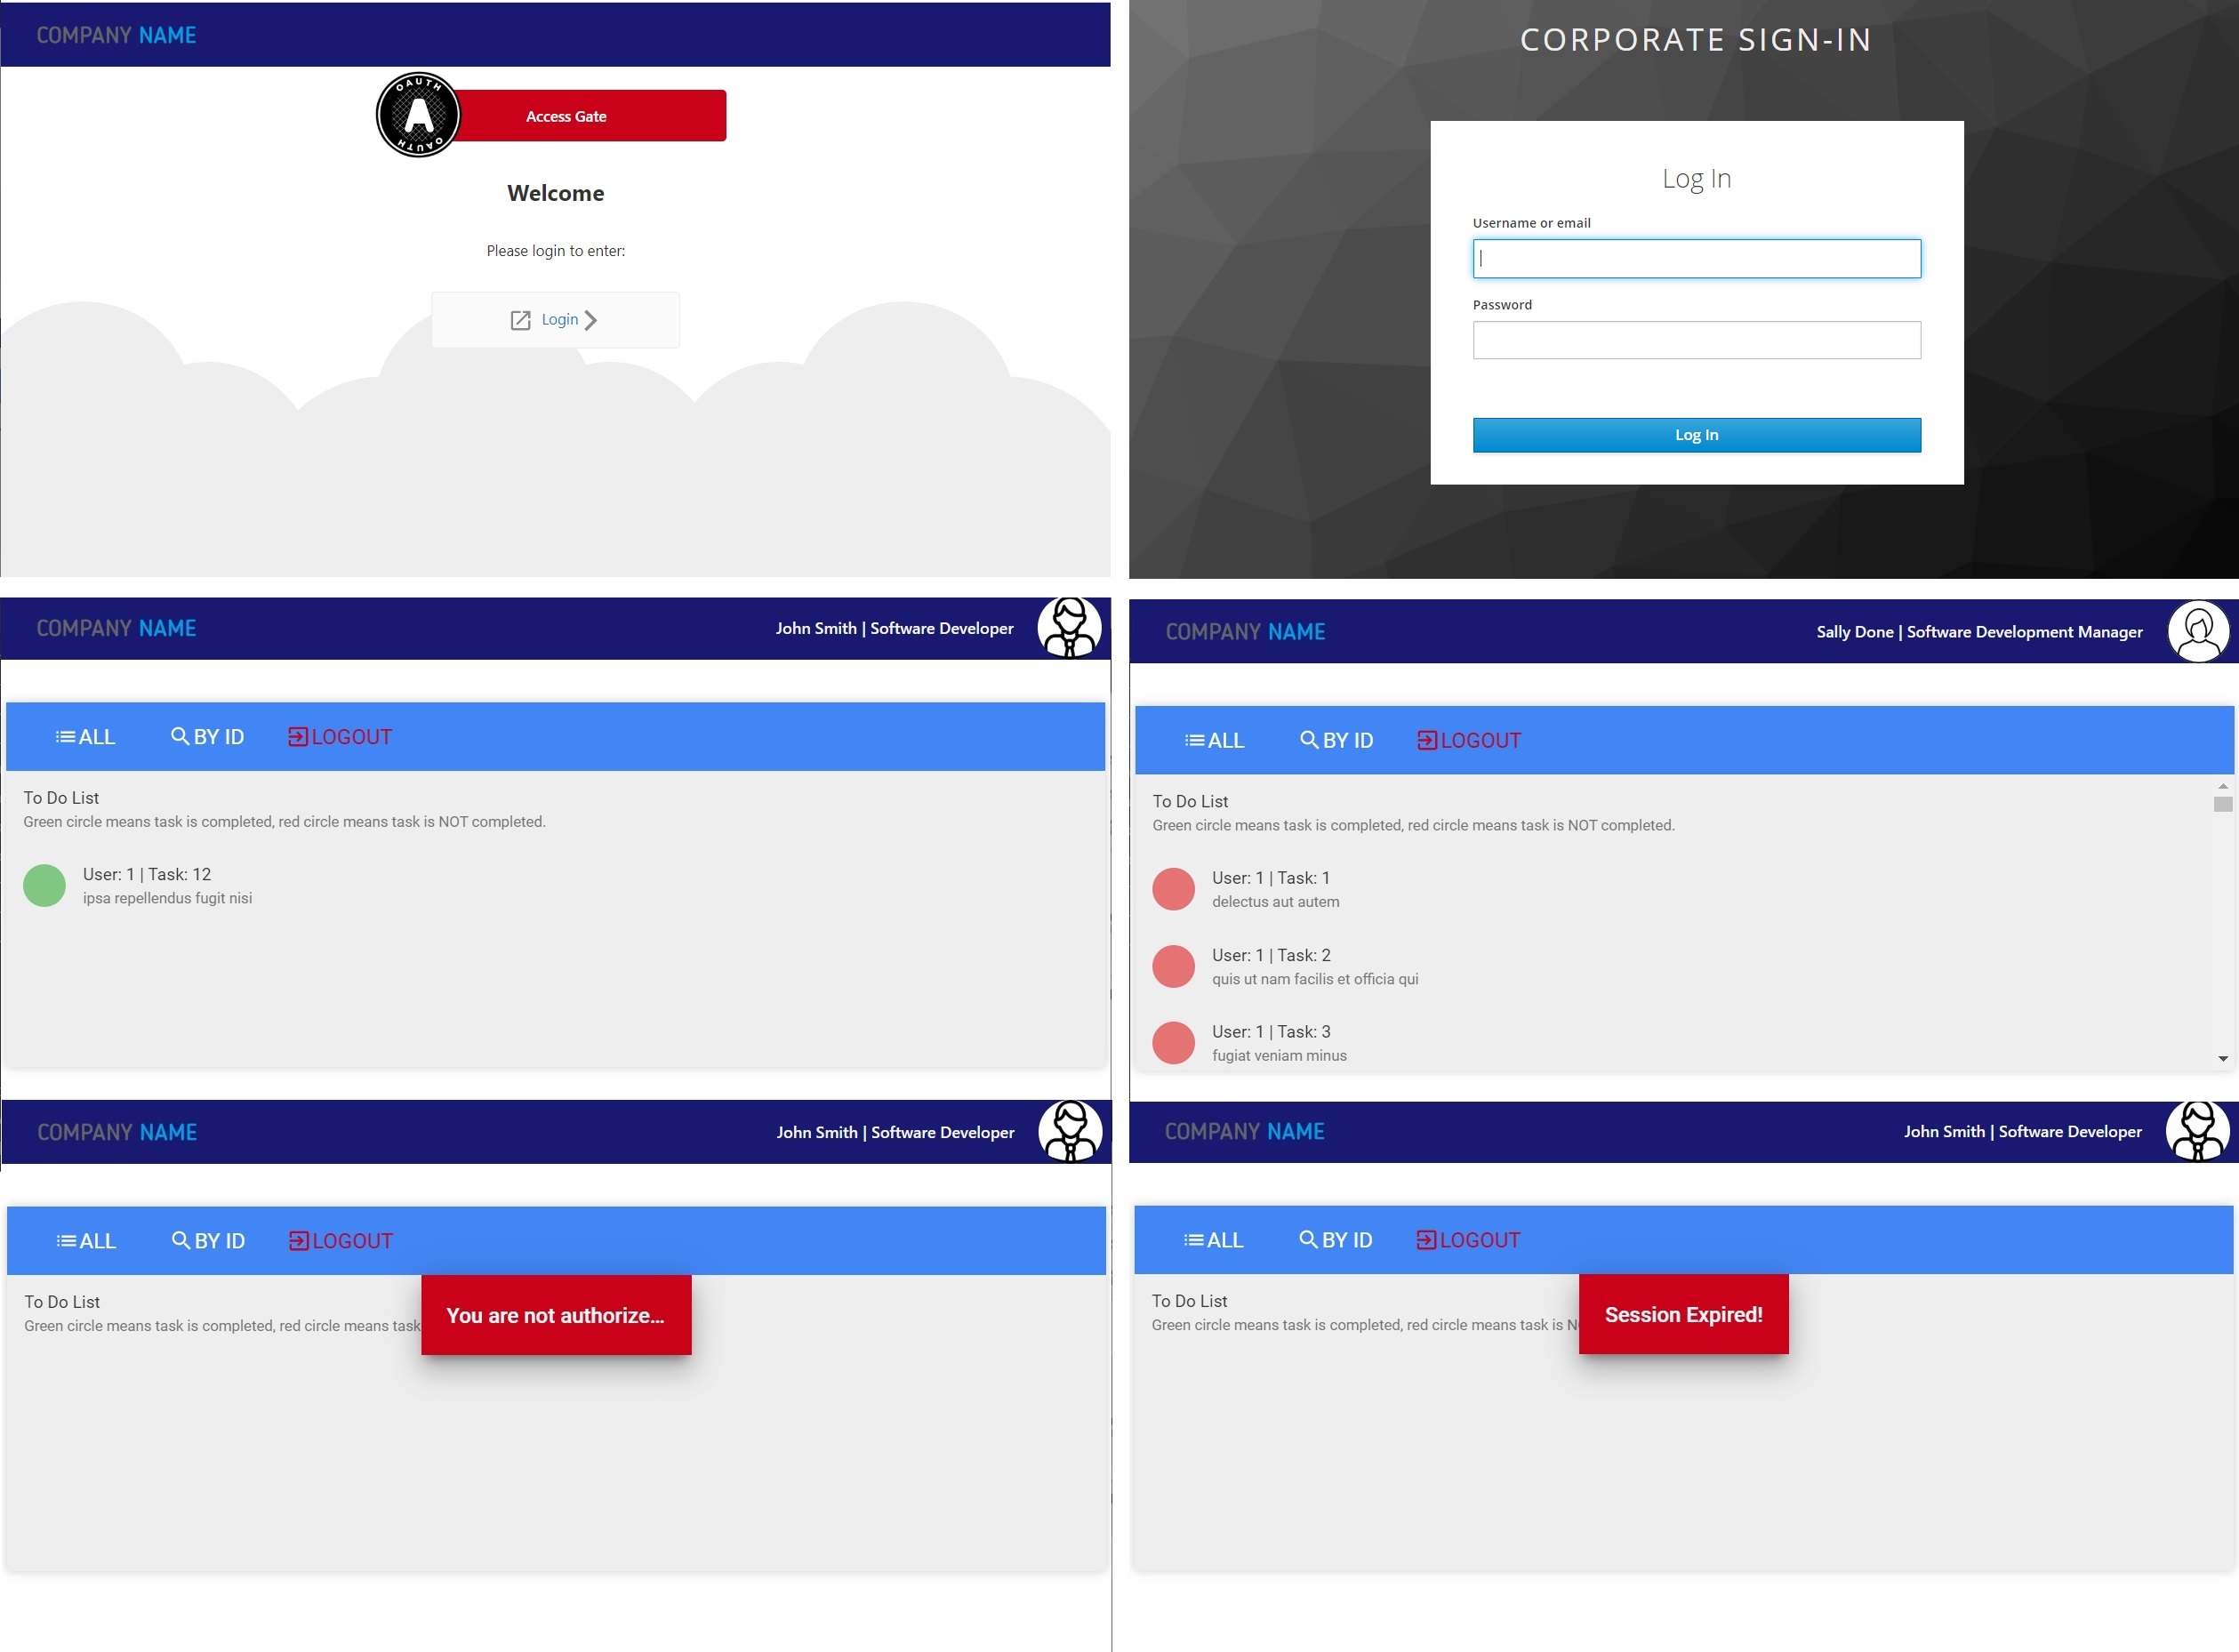 COMPANY NAME
OAUTH
A
OAUTH
Access Gate
Welcome
Please login to enter:
Login
CORPORATE SIGN-IN
Log In
Username or email
Password
Log In
COMPANY NAME
John Smith | Software Developer
ALL
BY ID
LOGOUT
To Do List
Green circle means task is completed, red circle means task is NOT completed.
User: 1 | Task: 12
ipsa repellendus fugit nisi
COMPANY NAME
Sally Done | Software Development Manager
ALL
BY ID
LOGOUT
To Do List
Green circle means task is completed, red circle means task is NOT completed.
User: 1 | Task: 1
delectus aut autem
User: 1 | Task: 2
quis ut nam facilis et officia qui
User: 1 | Task: 3
fugiat veniam minus
COMPANY NAME
John Smith | Software Developer
ALL
BY ID
LOGOUT
To Do List
Green circle means task is completed, red circle means task
You are not authorize...
COMPANY NAME
John Smith | Software Developer
ALL
BY ID
LOGOUT
To Do List
Green circle means task is completed, red circle means task is N
Session Expired!